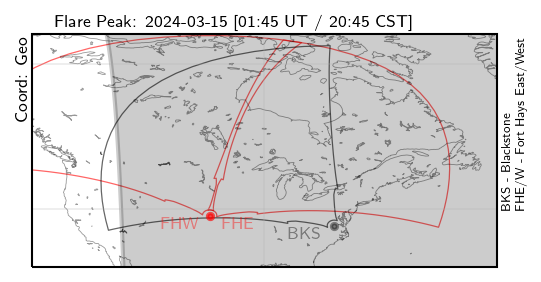 Flare Peak: 2024-03-15 [01:45 UT / 20:45 CST]
Coord: Geo
FHW
FHE
BKS
BKS - Blackstone
FHE/W - Fort Hays East/West